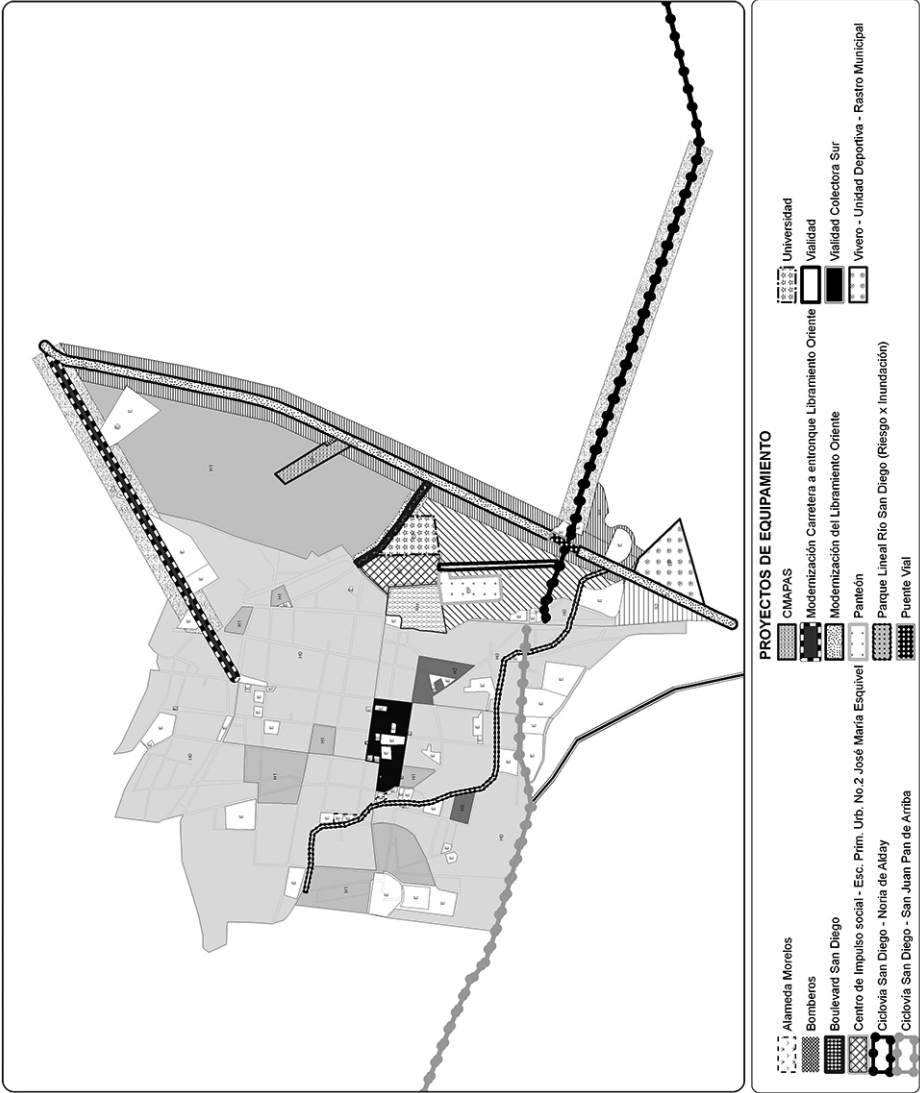 PROYECTOS DE EQUIPAMIENTO
Alameda Morelos
Bomberos
Boulevard San Diego
Centro de Impulso social - Esc. Prim. Urb. No.2 José María Esquivel
Ciclovía San Diego - Noria de Alday
Ciclovía San Diego - San Juan Pan de Arriba
CMAPAS
Modernización Carretera a entronque Libramiento Oriente
Modernización del Libramiento Oriente
Panteón
Parque Lineal Río San Diego (Riesgo x Inundación)
Puente Vial
Universidad
Vialidad
Vialidad Colectora Sur
Vivero - Unidad Deportiva - Rastro Municipal